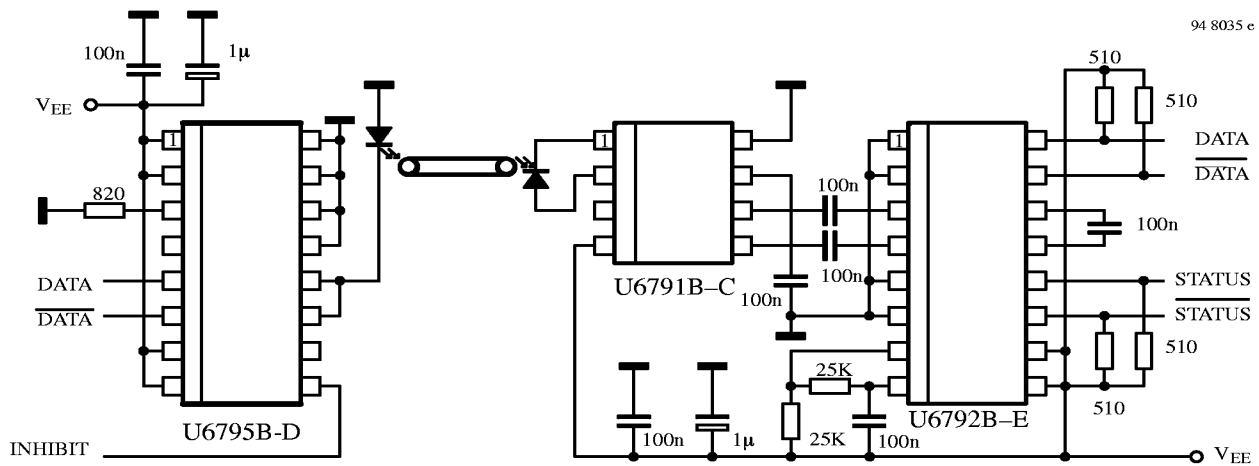 94 8035 e
100n
1µ
510
510
V_EE
1
1
1
DATA
DATA
820
100n
100n
DATA
DATA
100n
U6791B–C
100n
STATUS
STATUS
25K
510
510
U6795B-D
U6792B–E
INHIBIT
100n
1µ
25K
100n
V_EE